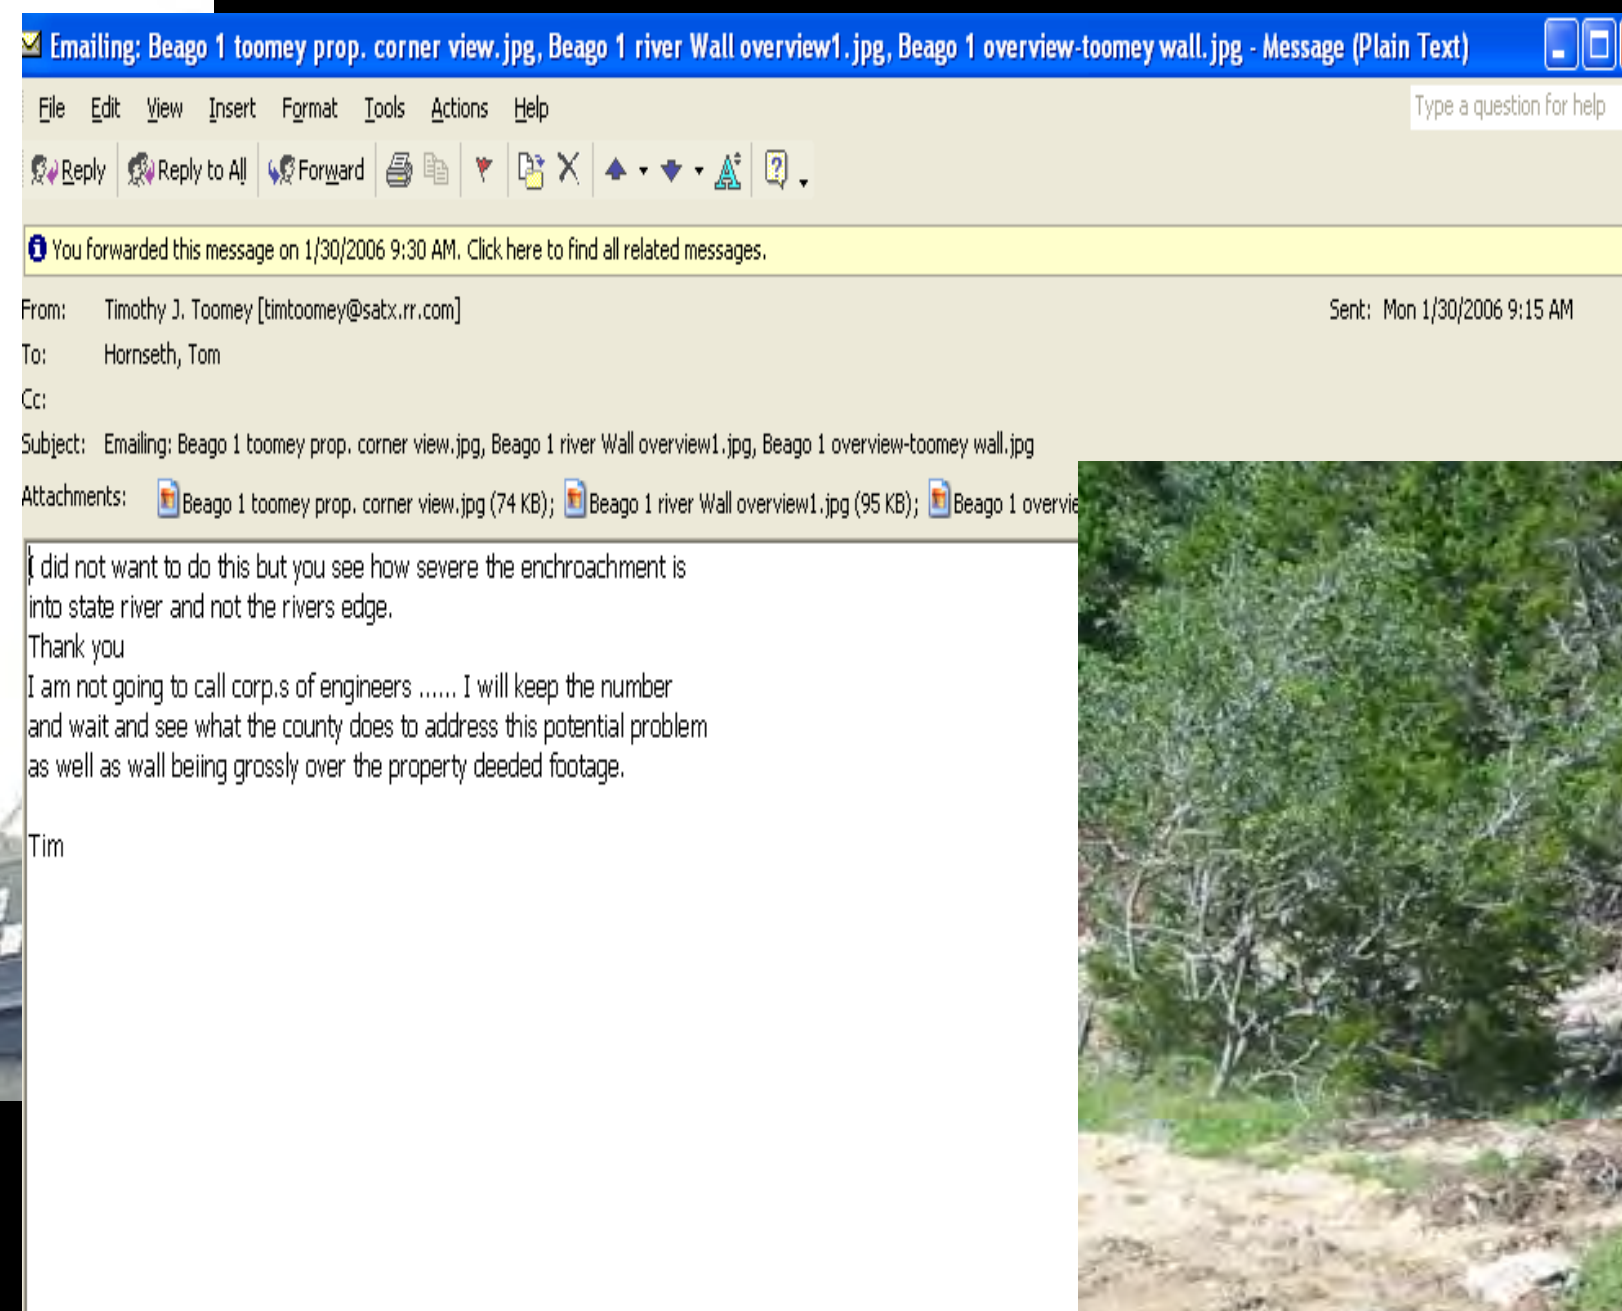 Emailing: Beago 1 toomey prop. corner view.jpg, Beago 1 river Wall overview1.jpg, Beago 1 overview-toomey wall.jpg - Message (Plain Text)
File Edit View Insert Format Tools Actions Help Type a question for help
Reply Reply to All Forward
You forwarded this message on 1/30/2006 9:30 AM. Click here to find all related messages.
From: Timothy J. Toomey [timtoomey@satx.rr.com] Sent: Mon 1/30/2006 9:15 AM
To: Hornseth, Tom
Cc:
Subject: Emailing: Beago 1 toomey prop. corner view.jpg, Beago 1 river Wall overview1.jpg, Beago 1 overview-toomey wall.jpg
Attachments: Beago 1 toomey prop. corner view.jpg (74 KB); Beago 1 river Wall overview1.jpg (95 KB); Beago 1 overvie
I did not want to do this but you see how severe the enchroachment is
into state river and not the rivers edge.
Thank you
I am not going to call corp.s of engineers ...... I will keep the number
and wait and see what the county does to address this potential problem
as well as wall beiing grossly over the property deeded footage.
Tim